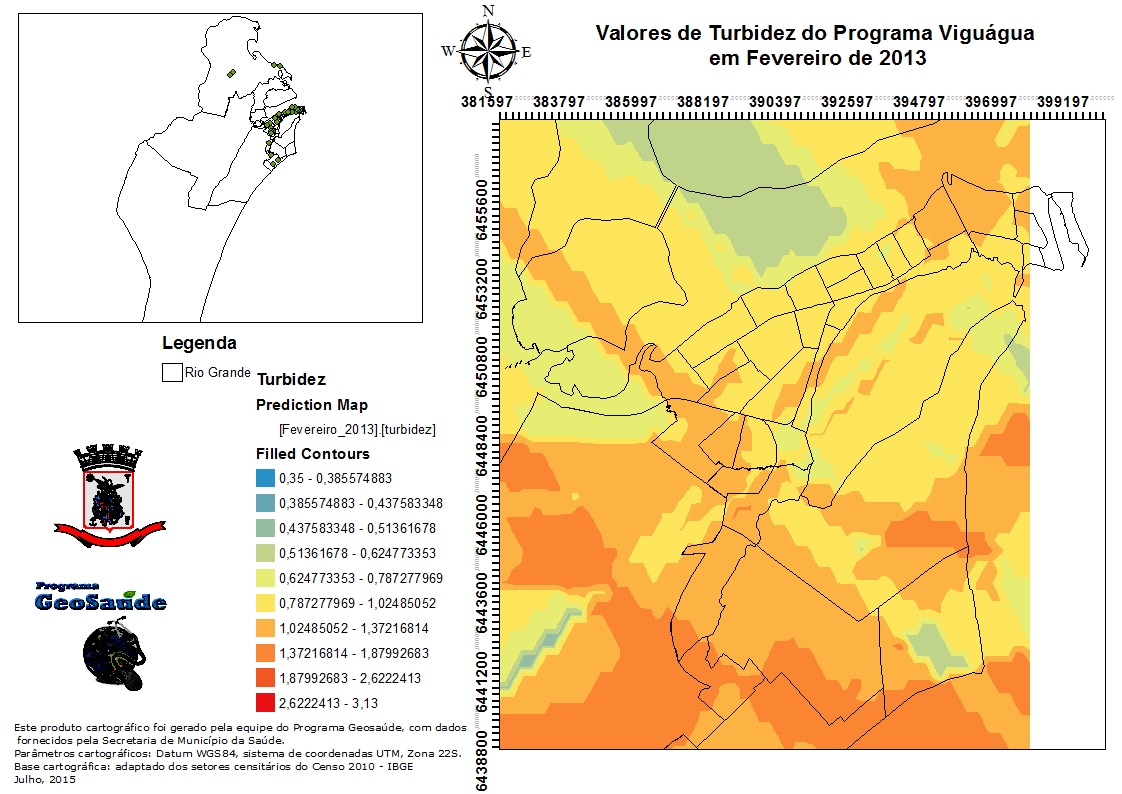 Valores de Turbidez do Programa Viguágua
em Fevereiro de 2013
N
W
E
S
381597 383797 385997 388197 390397 392597 394797 396997 399197
6455600
6453200
6450800
6448400
6446000
6443600
6441200
6438800
Legenda
Rio Grande
Turbidez
Prediction Map
[Fevereiro_2013].[turbidez]
Filled Contours
0,35 - 0,385574883
0,385574883 - 0,437583348
0,437583348 - 0,51361678
0,51361678 - 0,624773353
0,624773353 - 0,787277969
0,787277969 - 1,02485052
1,02485052 - 1,37216814
1,37216814 - 1,87992683
1,87992683 - 2,6222413
2,6222413 - 3,13
Programa
GeoSaúde
Este produto cartográfico foi gerado pela equipe do Programa Geosaúde, com dados
fornecidos pela Secretaria de Município da Saúde.
Parâmetros cartográficos: Datum WGS84, sistema de coordenadas UTM, Zona 22S.
Base cartográfica: adaptado dos setores censitários do Censo 2010 - IBGE
Julho, 2015